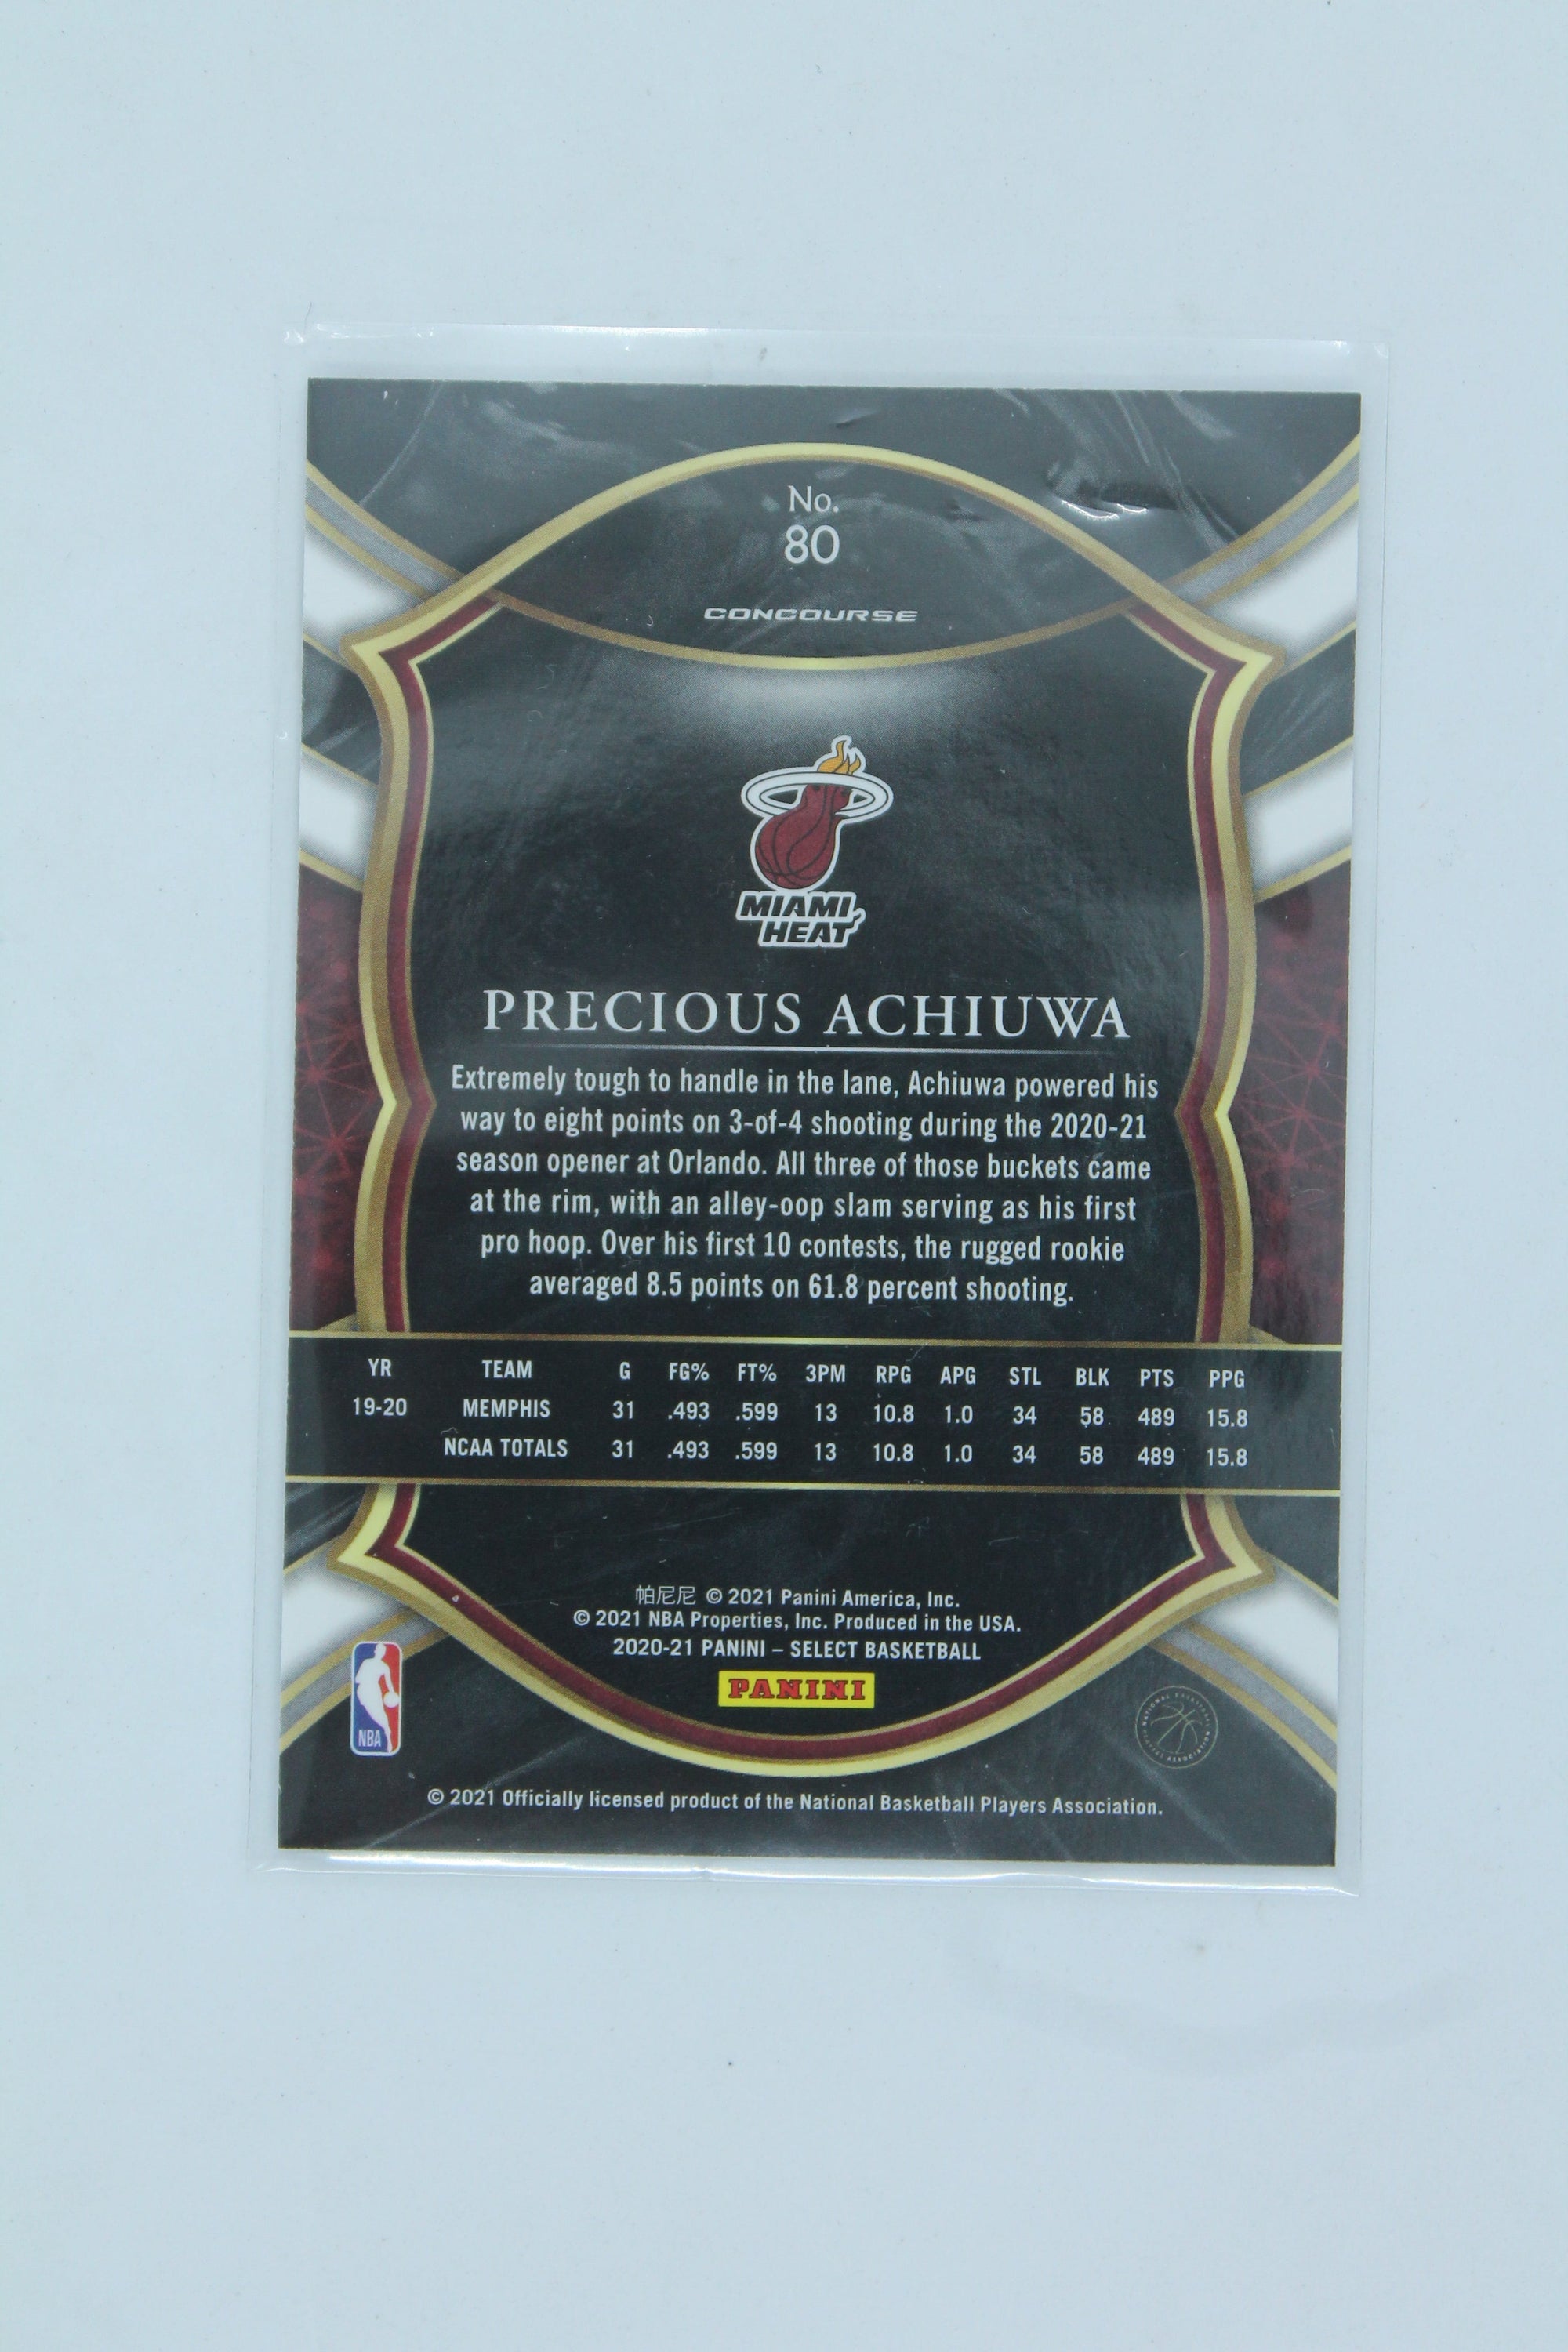 No.
80
CONCOURSE
MIAMI
HEAT
PRECIOUS ACHIUWA
Extremely tough to handle in the lane, Achiuwa powered his
way to eight points on 3-of-4 shooting during the 2020-21
season opener at Orlando. All three of those buckets came
at the rim, with an alley-oop slam serving as his first
pro hoop. Over his first 10 contests, the rugged rookie
averaged 8.5 points on 61.8 percent shooting.
YR TEAM G FG% FT% 3PM RPG APG STL BLK PTS PPG
19-20 MEMPHIS 31 .493 .599 13 10.8 1.0 34 58 489 15.8
NCAA TOTALS 31 .493 .599 13 10.8 1.0 34 58 489 15.8
帕尼尼 © 2021 Panini America, Inc.
© 2021 NBA Properties, Inc. Produced in the USA.
2020-21 PANINI – SELECT BASKETBALL
PANINI
NBA
NATIONAL BASKETBALL PLAYERS ASSOCIATION
© 2021 Officially licensed product of the National Basketball Players Association.